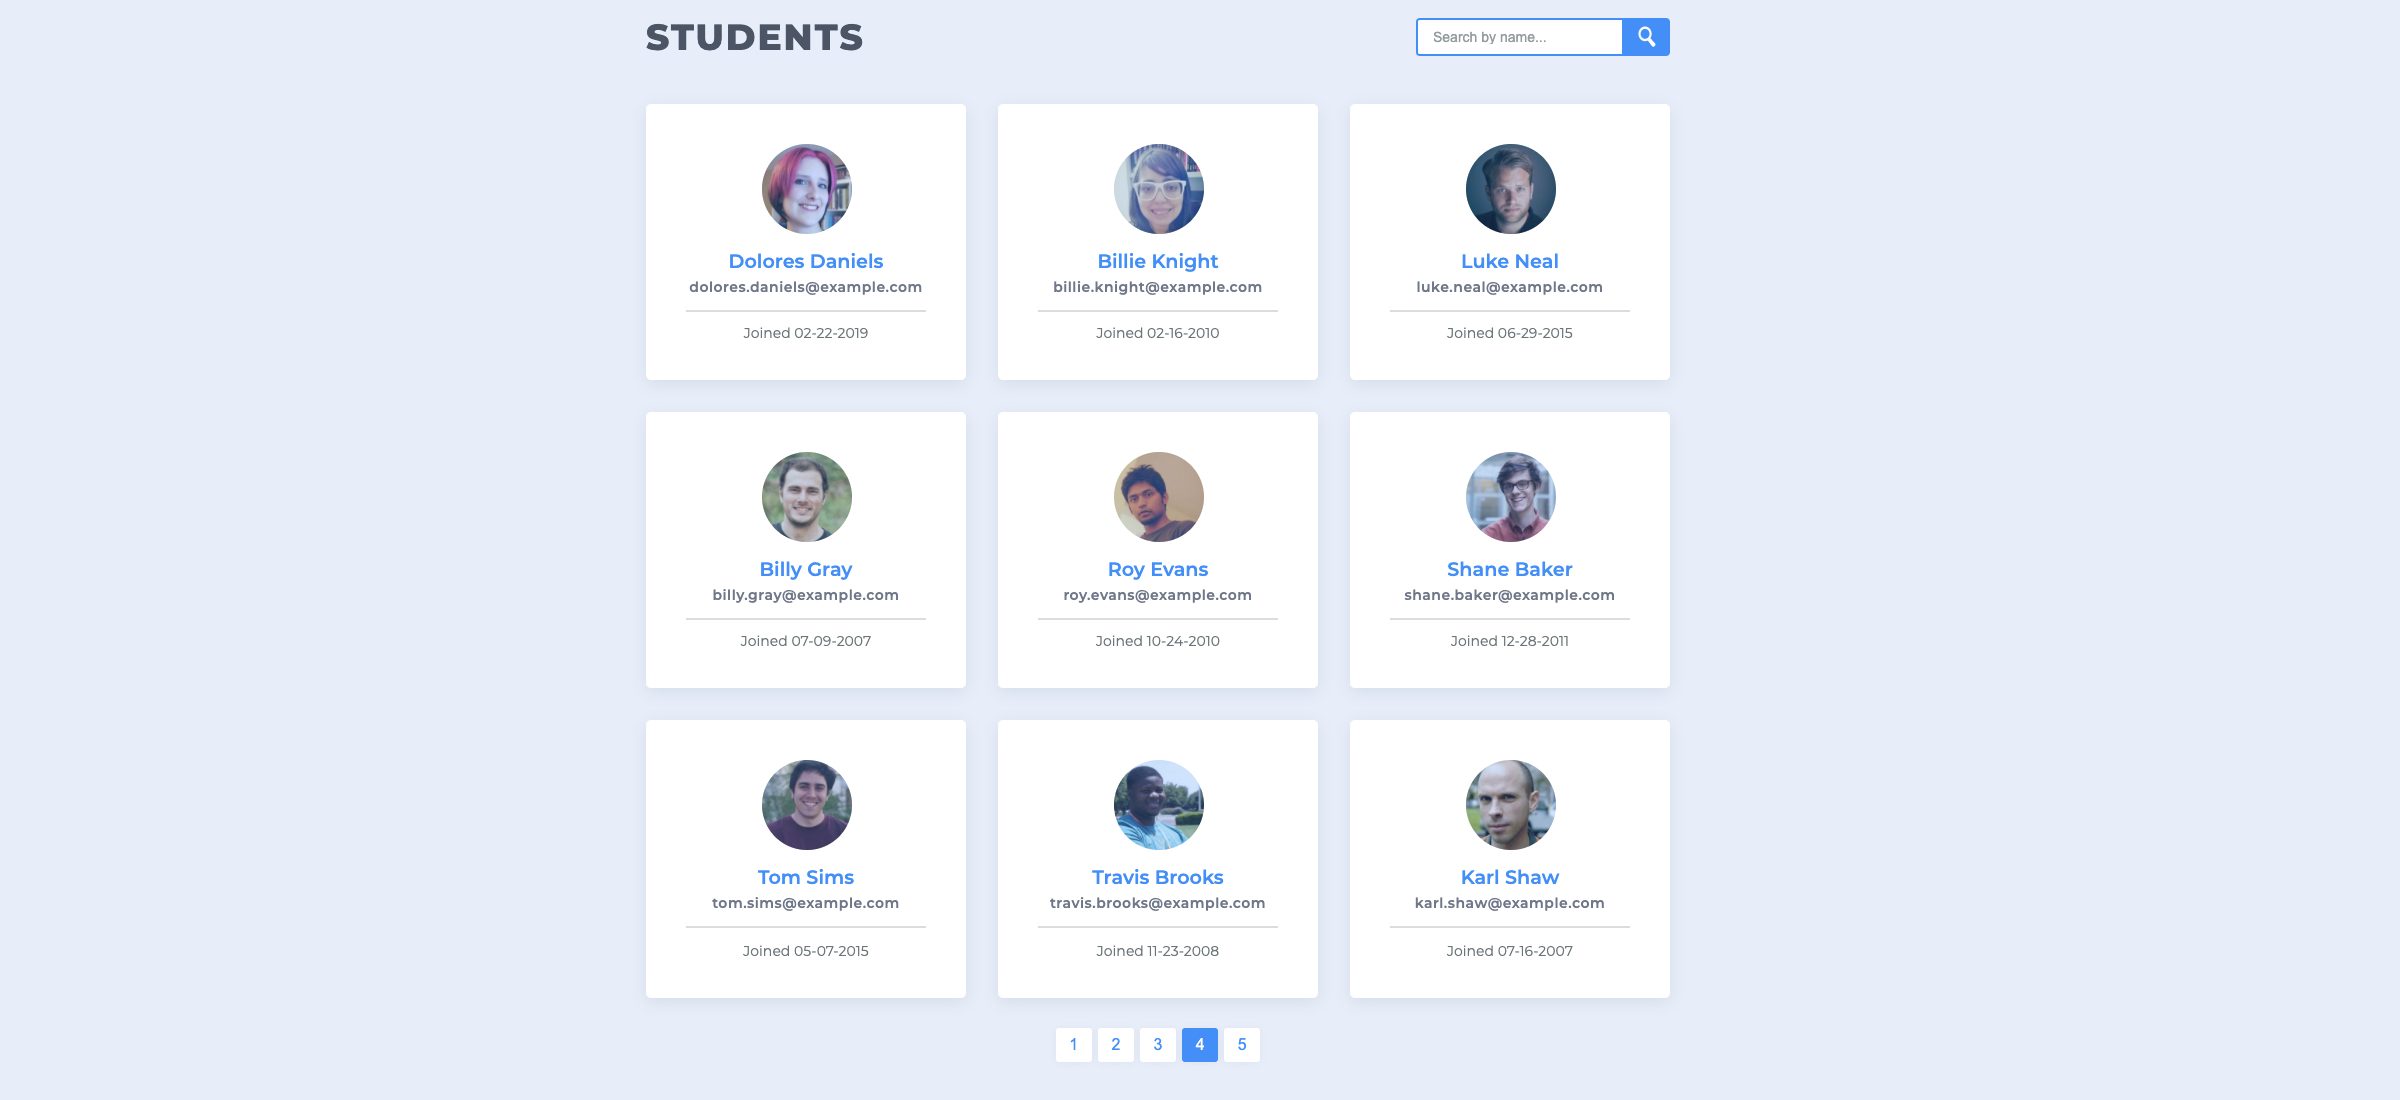 STUDENTS
Search by name...
Dolores Daniels
dolores.daniels@example.com
Joined 02-22-2019
Billie Knight
billie.knight@example.com
Joined 02-16-2010
Luke Neal
luke.neal@example.com
Joined 06-29-2015
Billy Gray
billy.gray@example.com
Joined 07-09-2007
Roy Evans
roy.evans@example.com
Joined 10-24-2010
Shane Baker
shane.baker@example.com
Joined 12-28-2011
Tom Sims
tom.sims@example.com
Joined 05-07-2015
Travis Brooks
travis.brooks@example.com
Joined 11-23-2008
Karl Shaw
karl.shaw@example.com
Joined 07-16-2007
1 2 3 4 5